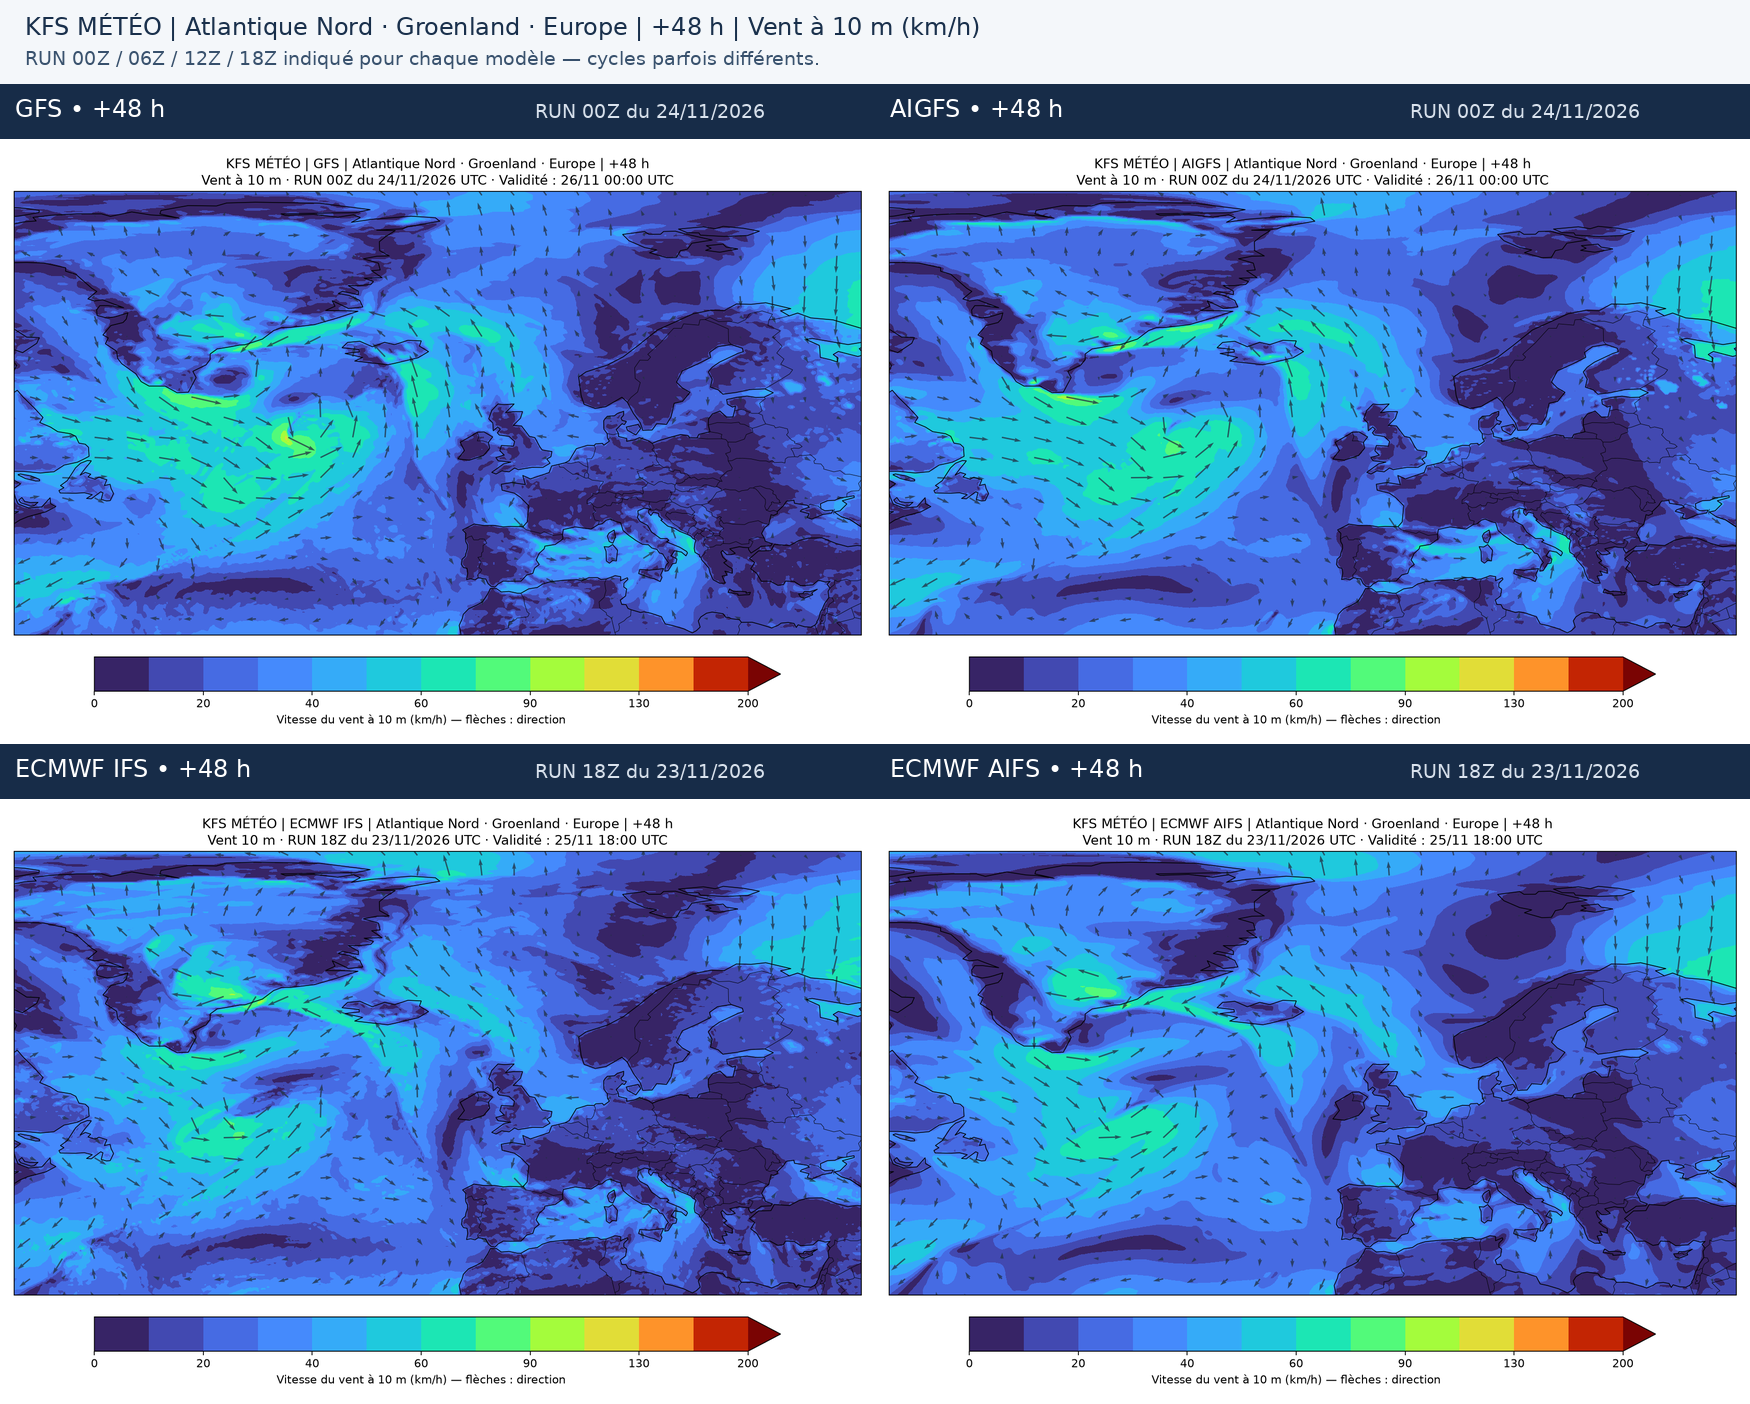 KFS MÉTÉO | Atlantique Nord · Groenland · Europe | +48 h | Vent à 10 m (km/h)
RUN 00Z / 06Z / 12Z / 18Z indiqué pour chaque modèle — cycles parfois différents.
GFS • +48 h
RUN 00Z du 24/11/2026
KFS MÉTÉO | GFS | Atlantique Nord · Groenland · Europe | +48 h
Vent à 10 m · RUN 00Z du 24/11/2026 UTC · Validité : 26/11 00:00 UTC
0 20 40 60 90 130 200
Vitesse du vent à 10 m (km/h) — flèches : direction
AIGFS • +48 h
RUN 00Z du 24/11/2026
KFS MÉTÉO | AIGFS | Atlantique Nord · Groenland · Europe | +48 h
Vent à 10 m · RUN 00Z du 24/11/2026 UTC · Validité : 26/11 00:00 UTC
0 20 40 60 90 130 200
Vitesse du vent à 10 m (km/h) — flèches : direction
ECMWF IFS • +48 h
RUN 18Z du 23/11/2026
KFS MÉTÉO | ECMWF IFS | Atlantique Nord · Groenland · Europe | +48 h
Vent 10 m · RUN 18Z du 23/11/2026 UTC · Validité : 25/11 18:00 UTC
0 20 40 60 90 130 200
Vitesse du vent à 10 m (km/h) — flèches : direction
ECMWF AIFS • +48 h
RUN 18Z du 23/11/2026
KFS MÉTÉO | ECMWF AIFS | Atlantique Nord · Groenland · Europe | +48 h
Vent 10 m · RUN 18Z du 23/11/2026 UTC · Validité : 25/11 18:00 UTC
0 20 40 60 90 130 200
Vitesse du vent à 10 m (km/h) — flèches : direction